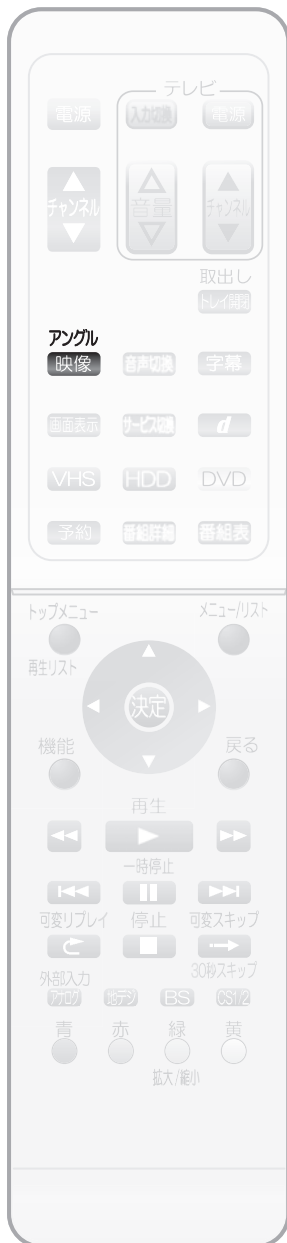 テレビ
電源 入力切換 電源
チャンネル 音量 チャンネル
取出し
トレイ開閉
アングル
映像 音声切換 字幕
画面表示 サービス切換 d
VHS HDD DVD
予約 番組詳細 番組表
トップメニュー メニュー/リスト
再生リスト
決定
機能 戻る
再生
一時停止
可変リプレイ 停止 可変スキップ
30秒スキップ
外部入力
アナログ 地デジ BS CS1/2
青 赤 緑 黄
拡大/縮小